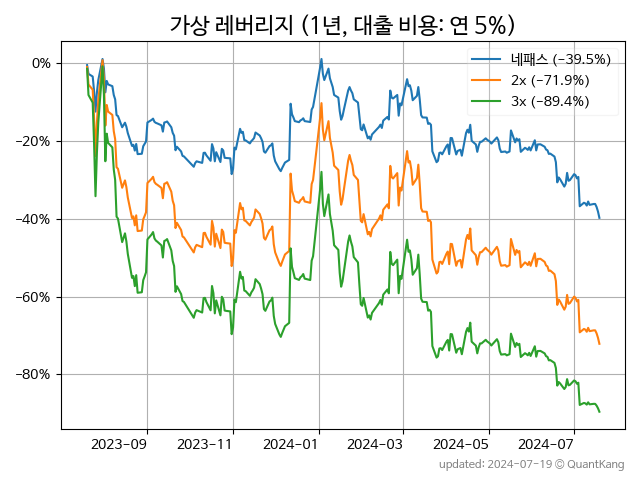 가상 레버리지 (1년, 대출 비용: 연 5%)
네패스 (−39.5%)
2x (−71.9%)
3x (−89.4%)
0%
−20%
−40%
−60%
−80%
2023-09 2023-11 2024-01 2024-03 2024-05 2024-07
updated: 2024-07-19 © QuantKang